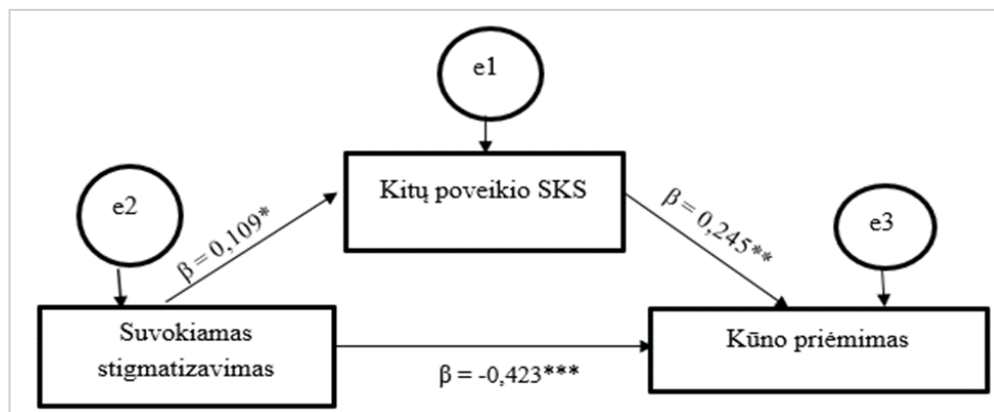 e1
Kitų poveikio SKS
e2
β = 0,109*
β = 0,245**
e3
Suvokiamas
stigmatizavimas
Kūno priėmimas
β = -0,423***